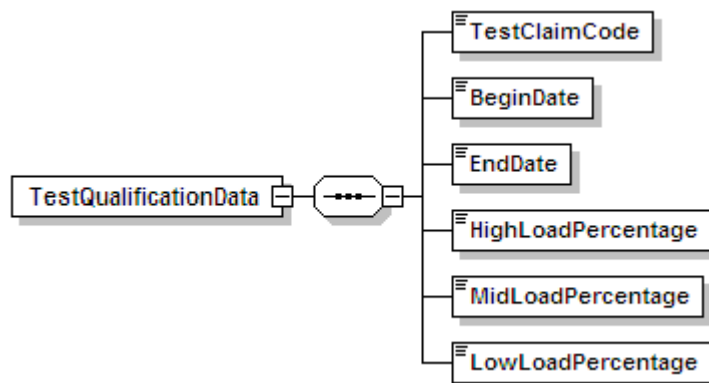 TestClaimCode
BeginDate
EndDate
TestQualificationData
HighLoadPercentage
MidLoadPercentage
LowLoadPercentage